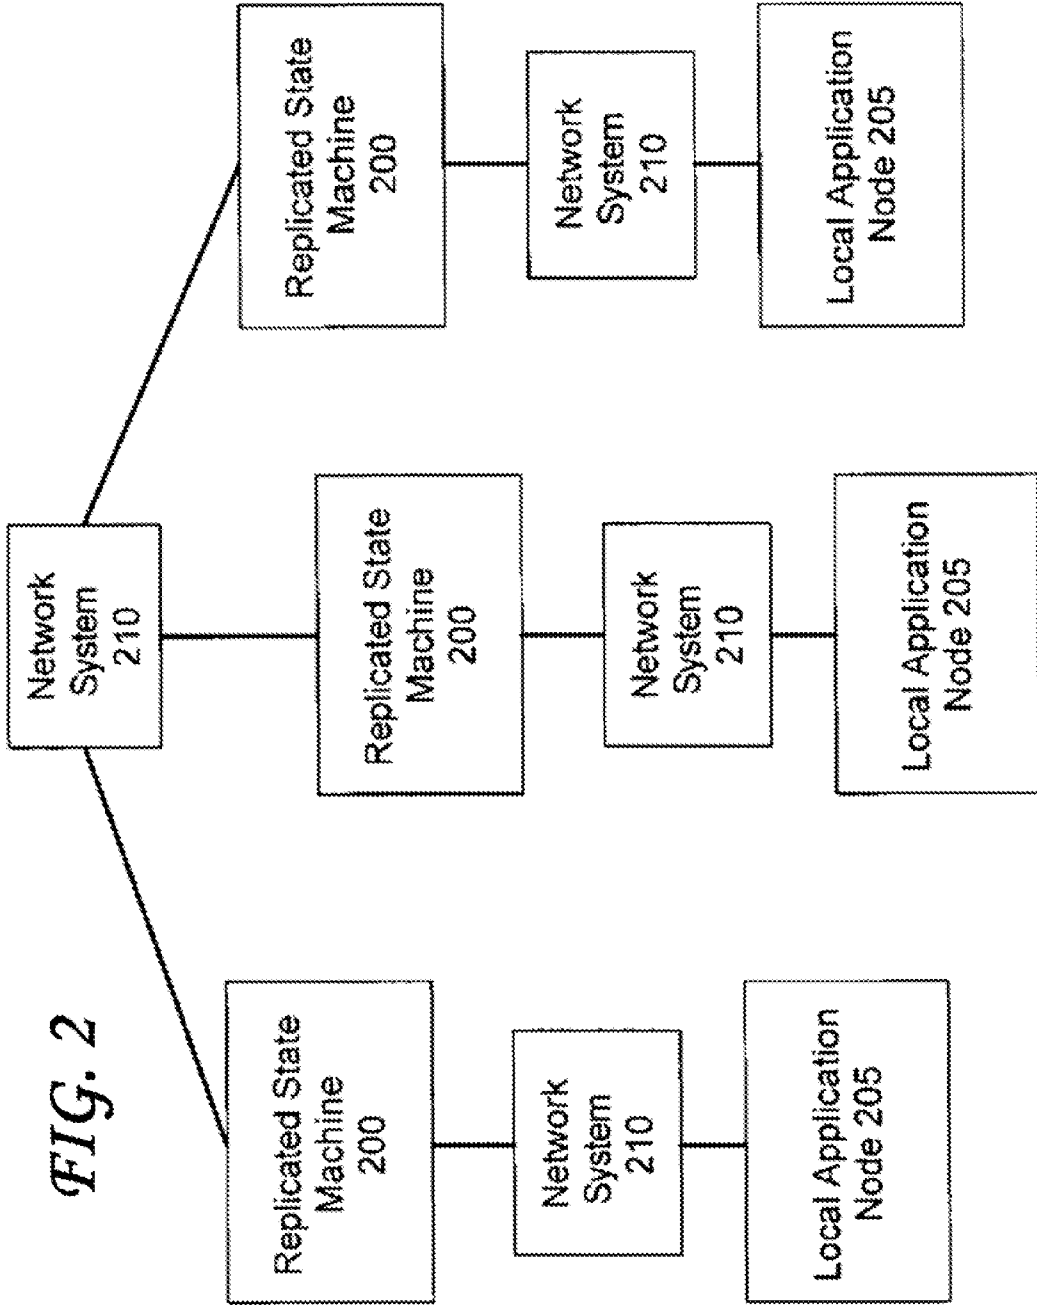 FIG. 2
Network
System
210
Replicated State
Machine
200
Network
System
210
Local Application
Node 205
Replicated State
Machine
200
Network
System
210
Local Application
Node 205
Replicated State
Machine
200
Network
System
210
Local Application
Node 205